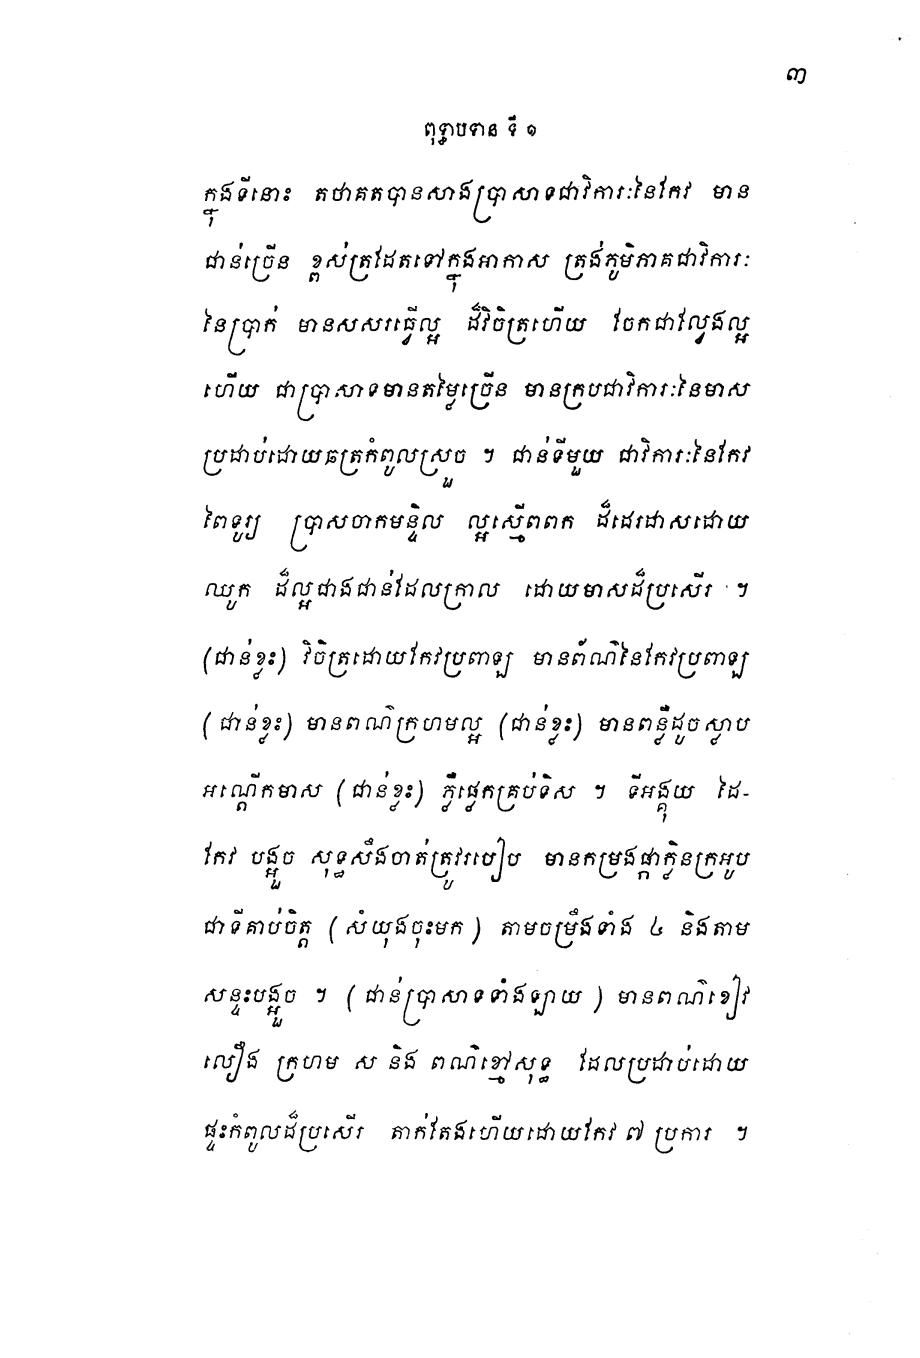 ៣
ពុទ្ធាបទាន ទី ១
ក្នុងទីនោះ តថាគតបានសាងប្រាសាទជាវិការៈនៃកែវ មាន
ជាន់ច្រើន ខ្ពស់ត្រដែតទៅក្នុងអាកាស ត្រង់ភូមិភាគជាវិការៈ
នៃប្រាក់ មានសសរធ្វើល្អ ដ៏វិចិត្រហើយ ចែកជាល្វែងល្អ
ហើយ ជាប្រាសាទមានតម្លៃច្រើន មានក្របជាវិការៈនៃមាស
ប្រដាប់ដោយឆត្រកំពូលស្រួច ។ ជាន់ទីមួយ ជាវិការៈនៃកែវ
ពៃទូរ្យ ប្រាសចាកមន្ទិល ល្អស្មើពពក ដ៏ដេរដាសដោយ
ឈូក ដ៏ល្អជាងជាន់ដែលក្រាល ដោយមាសដ៏ប្រសើរ ។
(ជាន់ខ្លះ) វិចិត្រដោយកែវប្រពាឡ មានព័ណ៌នៃកែវប្រពាឡ
( ជាន់ខ្លះ) មានពណ៌ក្រហមល្អ (ជាន់ខ្លះ) មានពន្លឺដូចស្លាប
អណ្តើកមាស ( ជាន់ខ្លះ) ភ្លឺផ្លេកគ្រប់ទិស ។ ទីអង្គុយ ដៃ-
កែវ បង្អួច សុទ្ធសឹងចាត់ត្រូវរបៀប មានកម្រងផ្កាក្លិនក្រអូប
ជាទីគាប់ចិត្ត ( សំយុងចុះមក ) តាមចម្រឹងទាំង ៤ និងតាម
សន្ទះបង្អួច ។ ( ជាន់ប្រាសាទទាំងឡាយ ) មានពណ៌ខៀវ
លឿង ក្រហម ស និង ពណ៌ខ្មៅសុទ្ធ ដែលប្រដាប់ដោយ
ផ្ទះកំពូលដ៏ប្រសើរ តាក់តែងហើយដោយកែវ ៧ ប្រការ ។